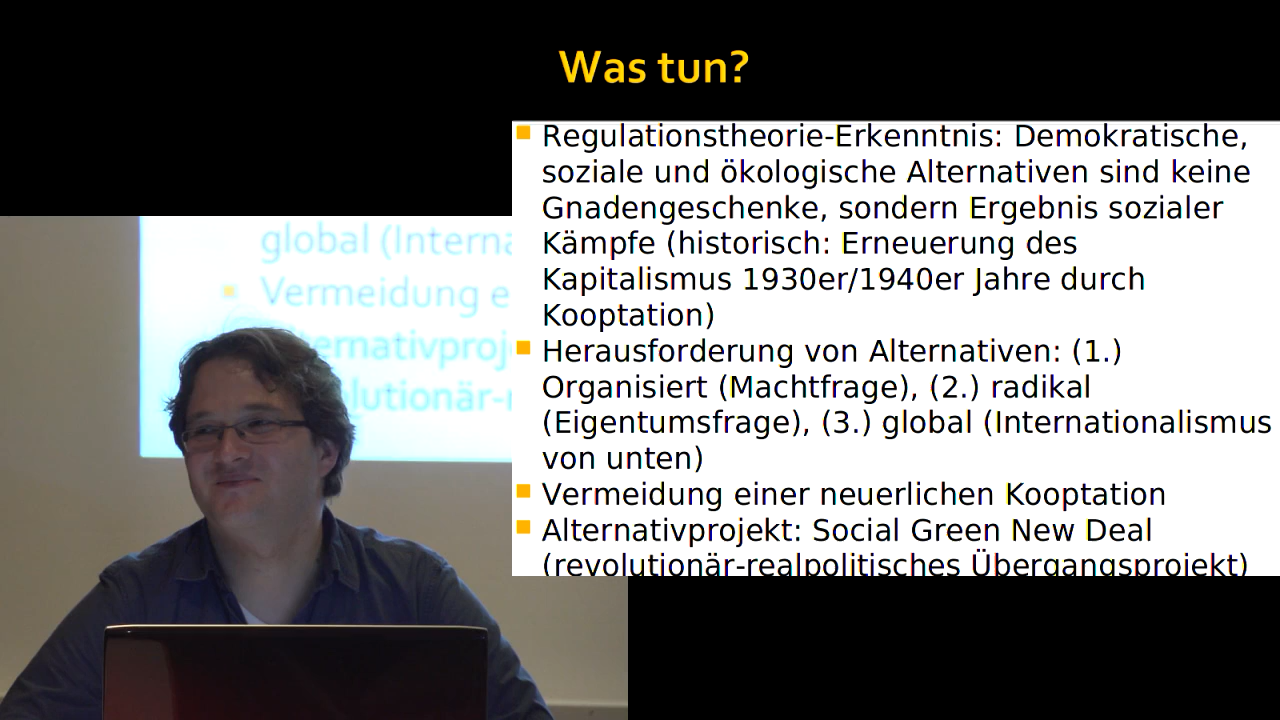 Was tun?
Regulationstheorie-Erkenntnis: Demokratische,
soziale und ökologische Alternativen sind keine
Gnadengeschenke, sondern Ergebnis sozialer
Kämpfe (historisch: Erneuerung des
Kapitalismus 1930er/1940er Jahre durch
Kooptation)
Herausforderung von Alternativen: (1.)
Organisiert (Machtfrage), (2.) radikal
(Eigentumsfrage), (3.) global (Internationalismus
von unten)
Vermeidung einer neuerlichen Kooptation
Alternativprojekt: Social Green New Deal
(revolutionär-realpolitisches Übergangsprojekt)
global (Interna
Vermeidung e
ternativproj
lutionär-r